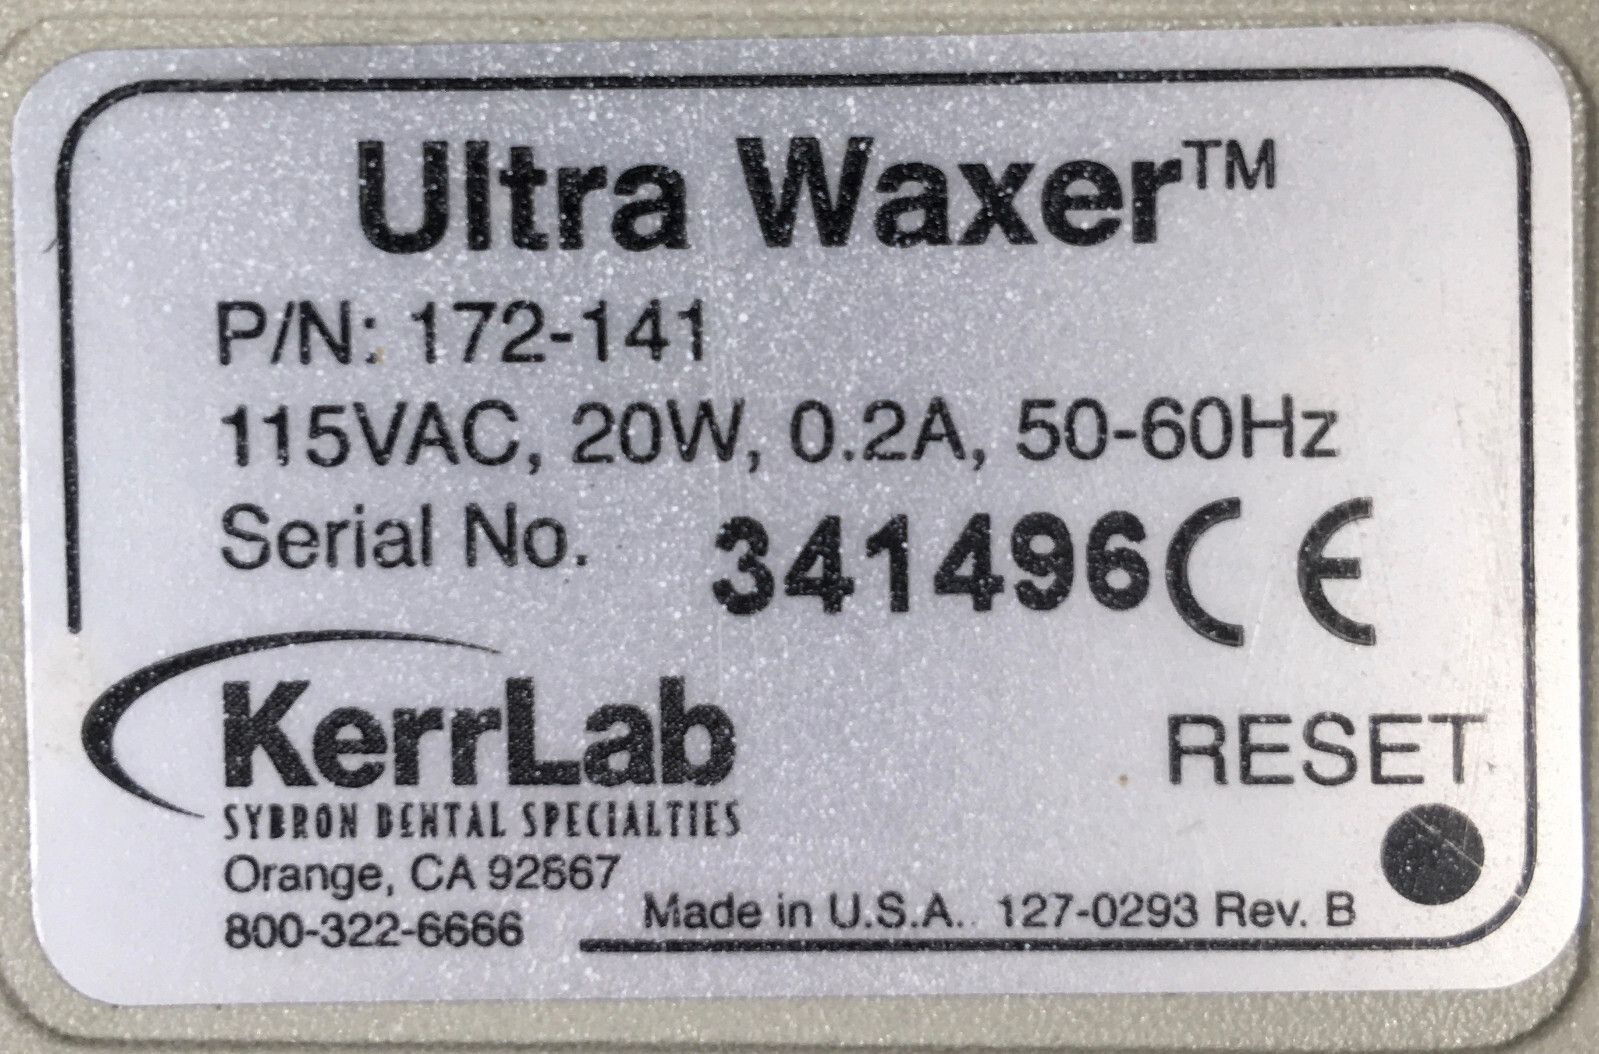 Ultra Waxer™
P/N: 172-141
115VAC, 20W, 0.2A, 50-60Hz
Serial No. 341496 CE
KerrLab
SYBRON DENTAL SPECIALTIES
RESET
Orange, CA 92667
800-322-6666
Made in U.S.A. 127-0293 Rev. B